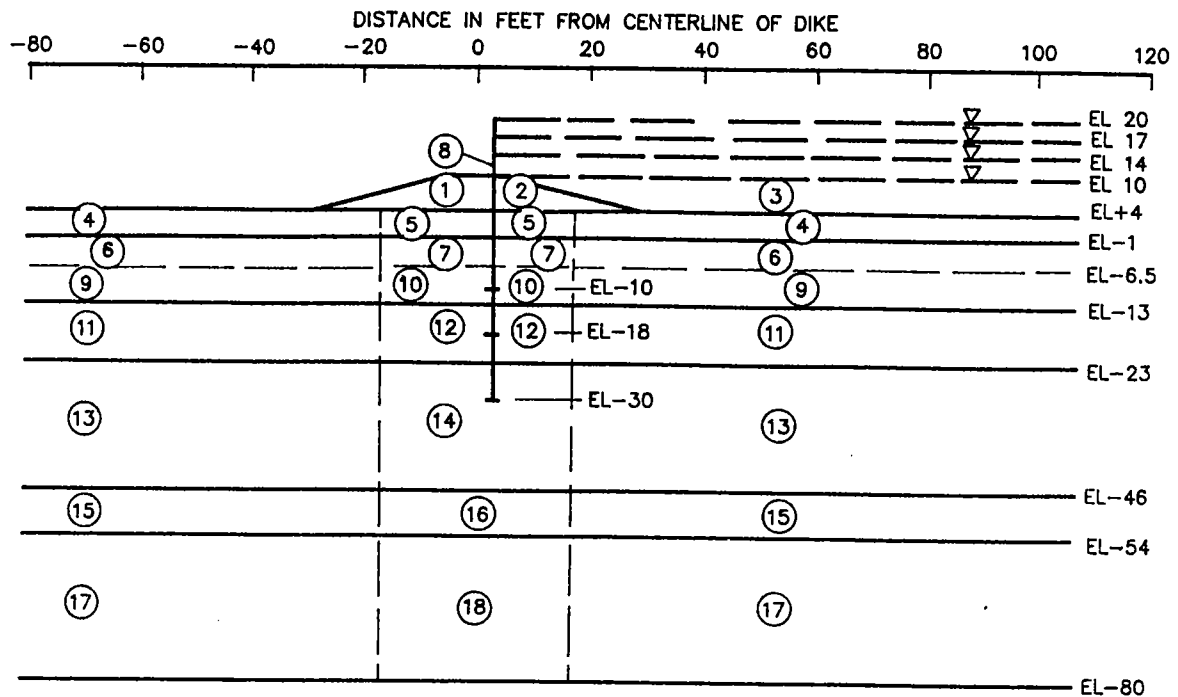 DISTANCE IN FEET FROM CENTERLINE OF DIKE
-80 -60 -40 -20 0 20 40 60 80 100 120
EL 20
EL 17
8
EL 14
1 2 3 EL 10
4 5 5 4 EL+4
6 7 7 6 EL-1
EL-6.5
9 10 10 EL-10 9
EL-13
11 12 12 EL-18 11
EL-23
EL-30
13 14 13
EL-46
15 16 15
EL-54
17 18 17
EL-80